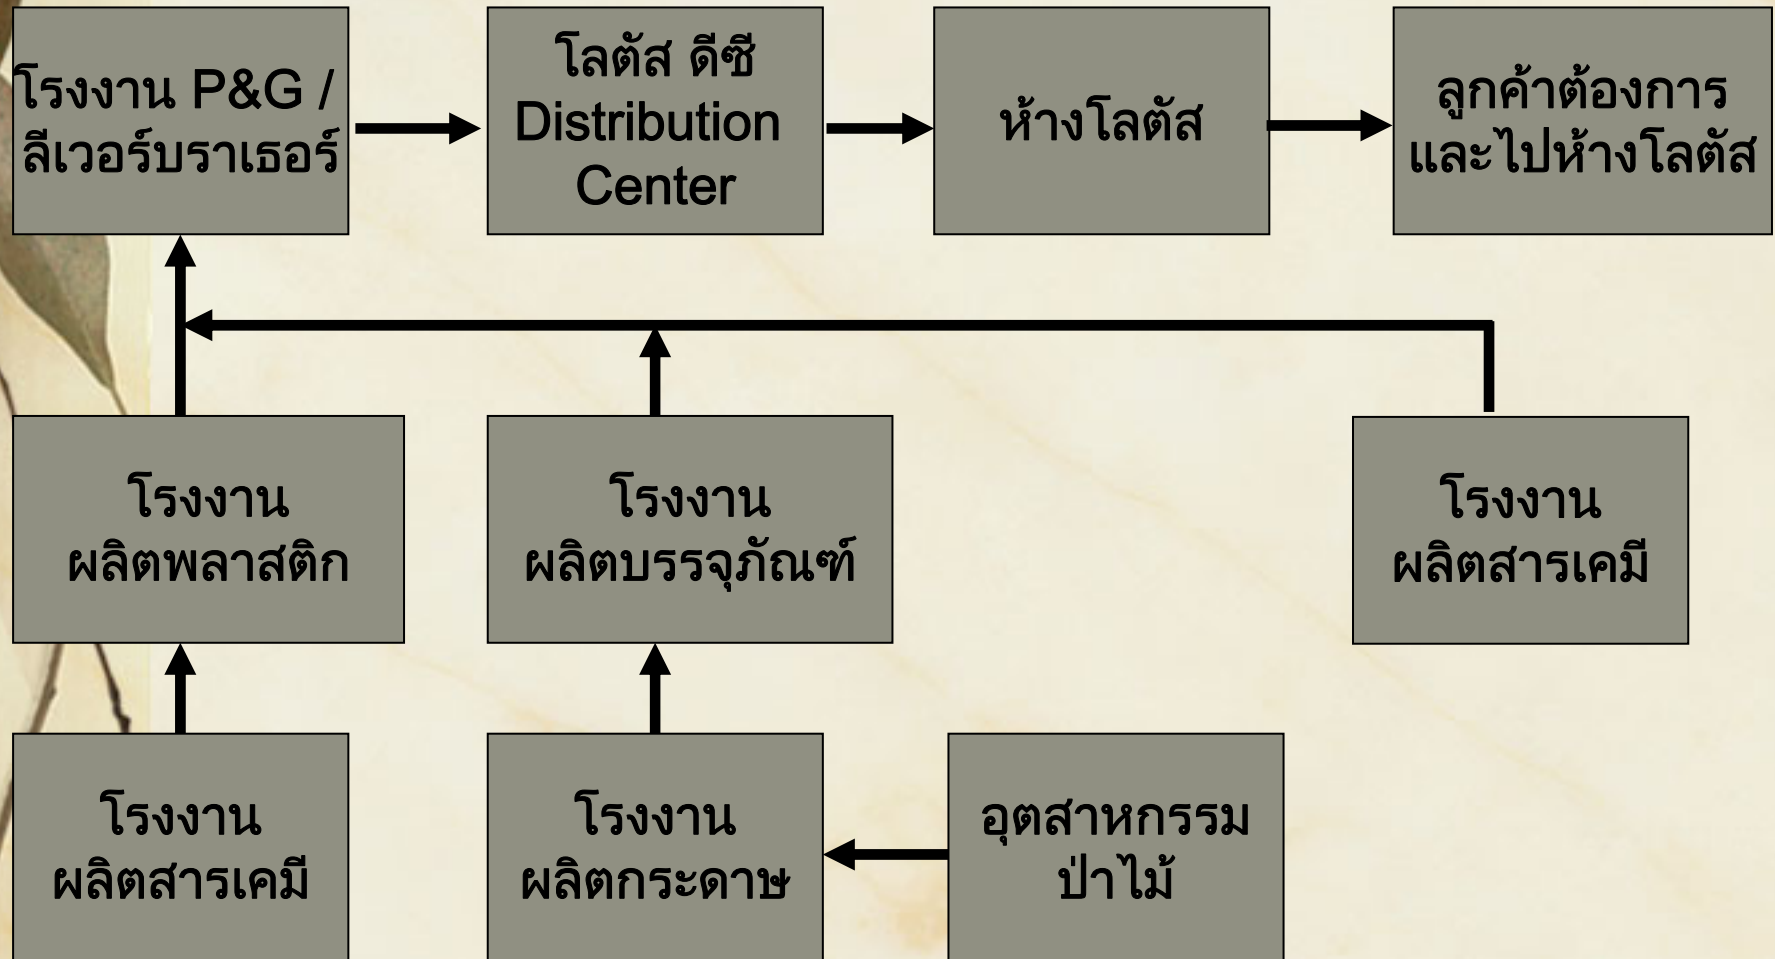 โรงงาน P&G /
ลีเวอร์บราเธอร์
โลตัส ดีซี
Distribution
Center
ห้างโลตัส
ลูกค้าต้องการ
และไปห้างโลตัส
โรงงาน
ผลิตพลาสติก
โรงงาน
ผลิตบรรจุภัณฑ์
โรงงาน
ผลิตสารเคมี
โรงงาน
ผลิตสารเคมี
โรงงาน
ผลิตกระดาษ
อุตสาหกรรม
ป่าไม้